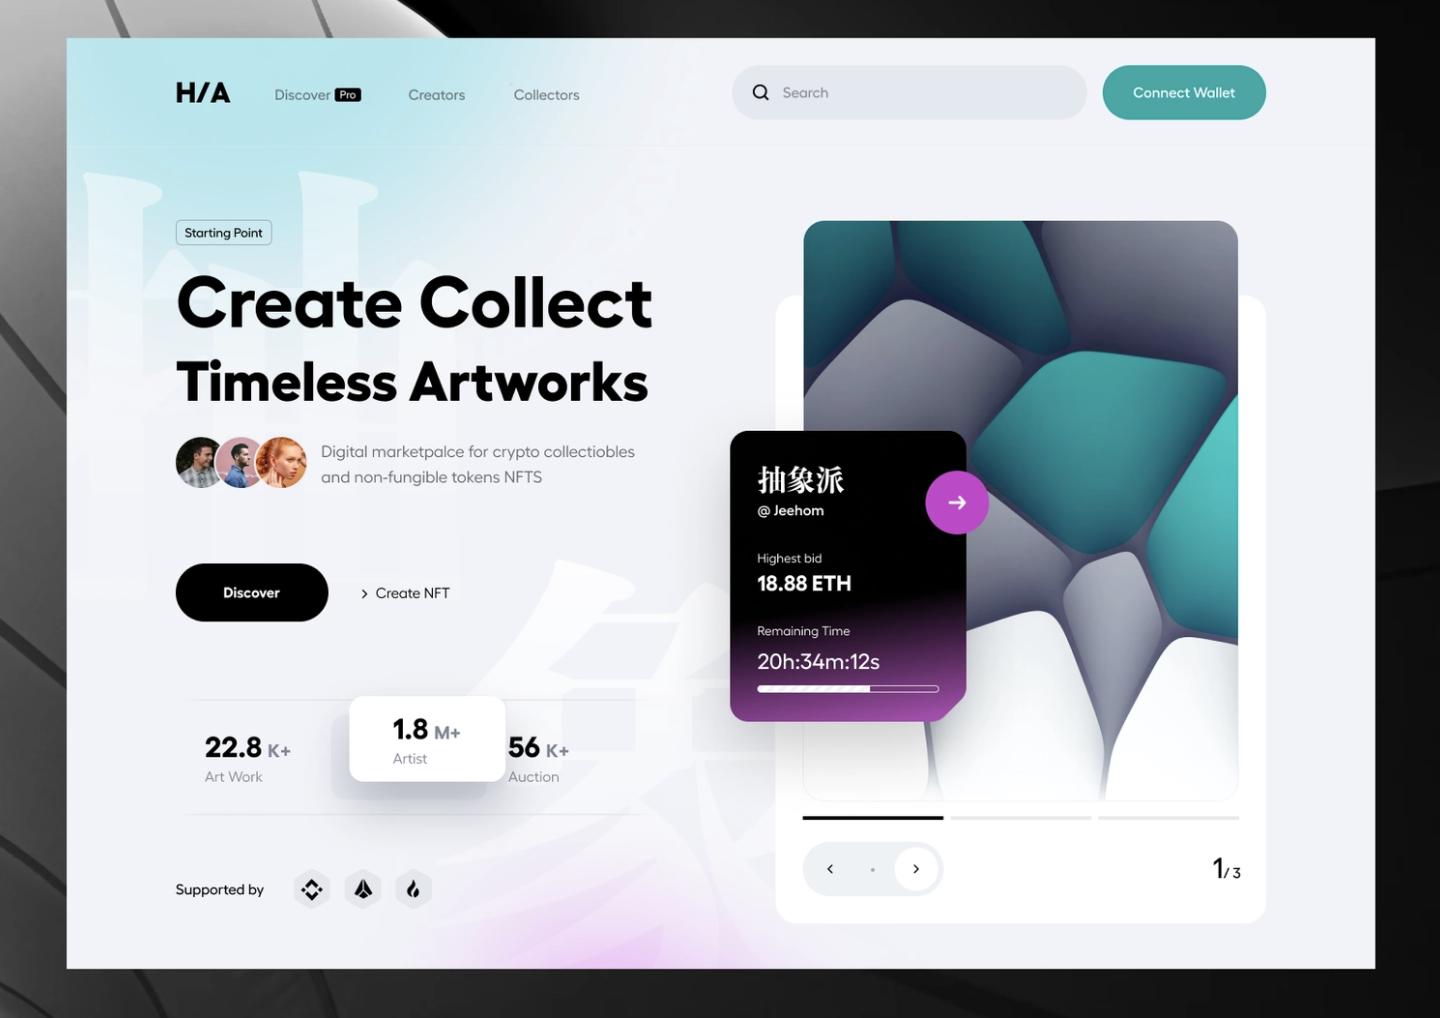 H/A
Discover Pro
Creators
Collectors
Search
Connect Wallet
Starting Point
Create Collect
Timeless Artworks
Digital marketpalce for crypto collectiobles
and non-fungible tokens NFTS
Discover
Create NFT
22.8 K+
Art Work
1.8 M+
Artist
56 K+
Auction
Supported by
抽象派
@ Jeehom
Highest bid
18.88 ETH
Remaining Time
20h:34m:12s
1/ 3
抽
象